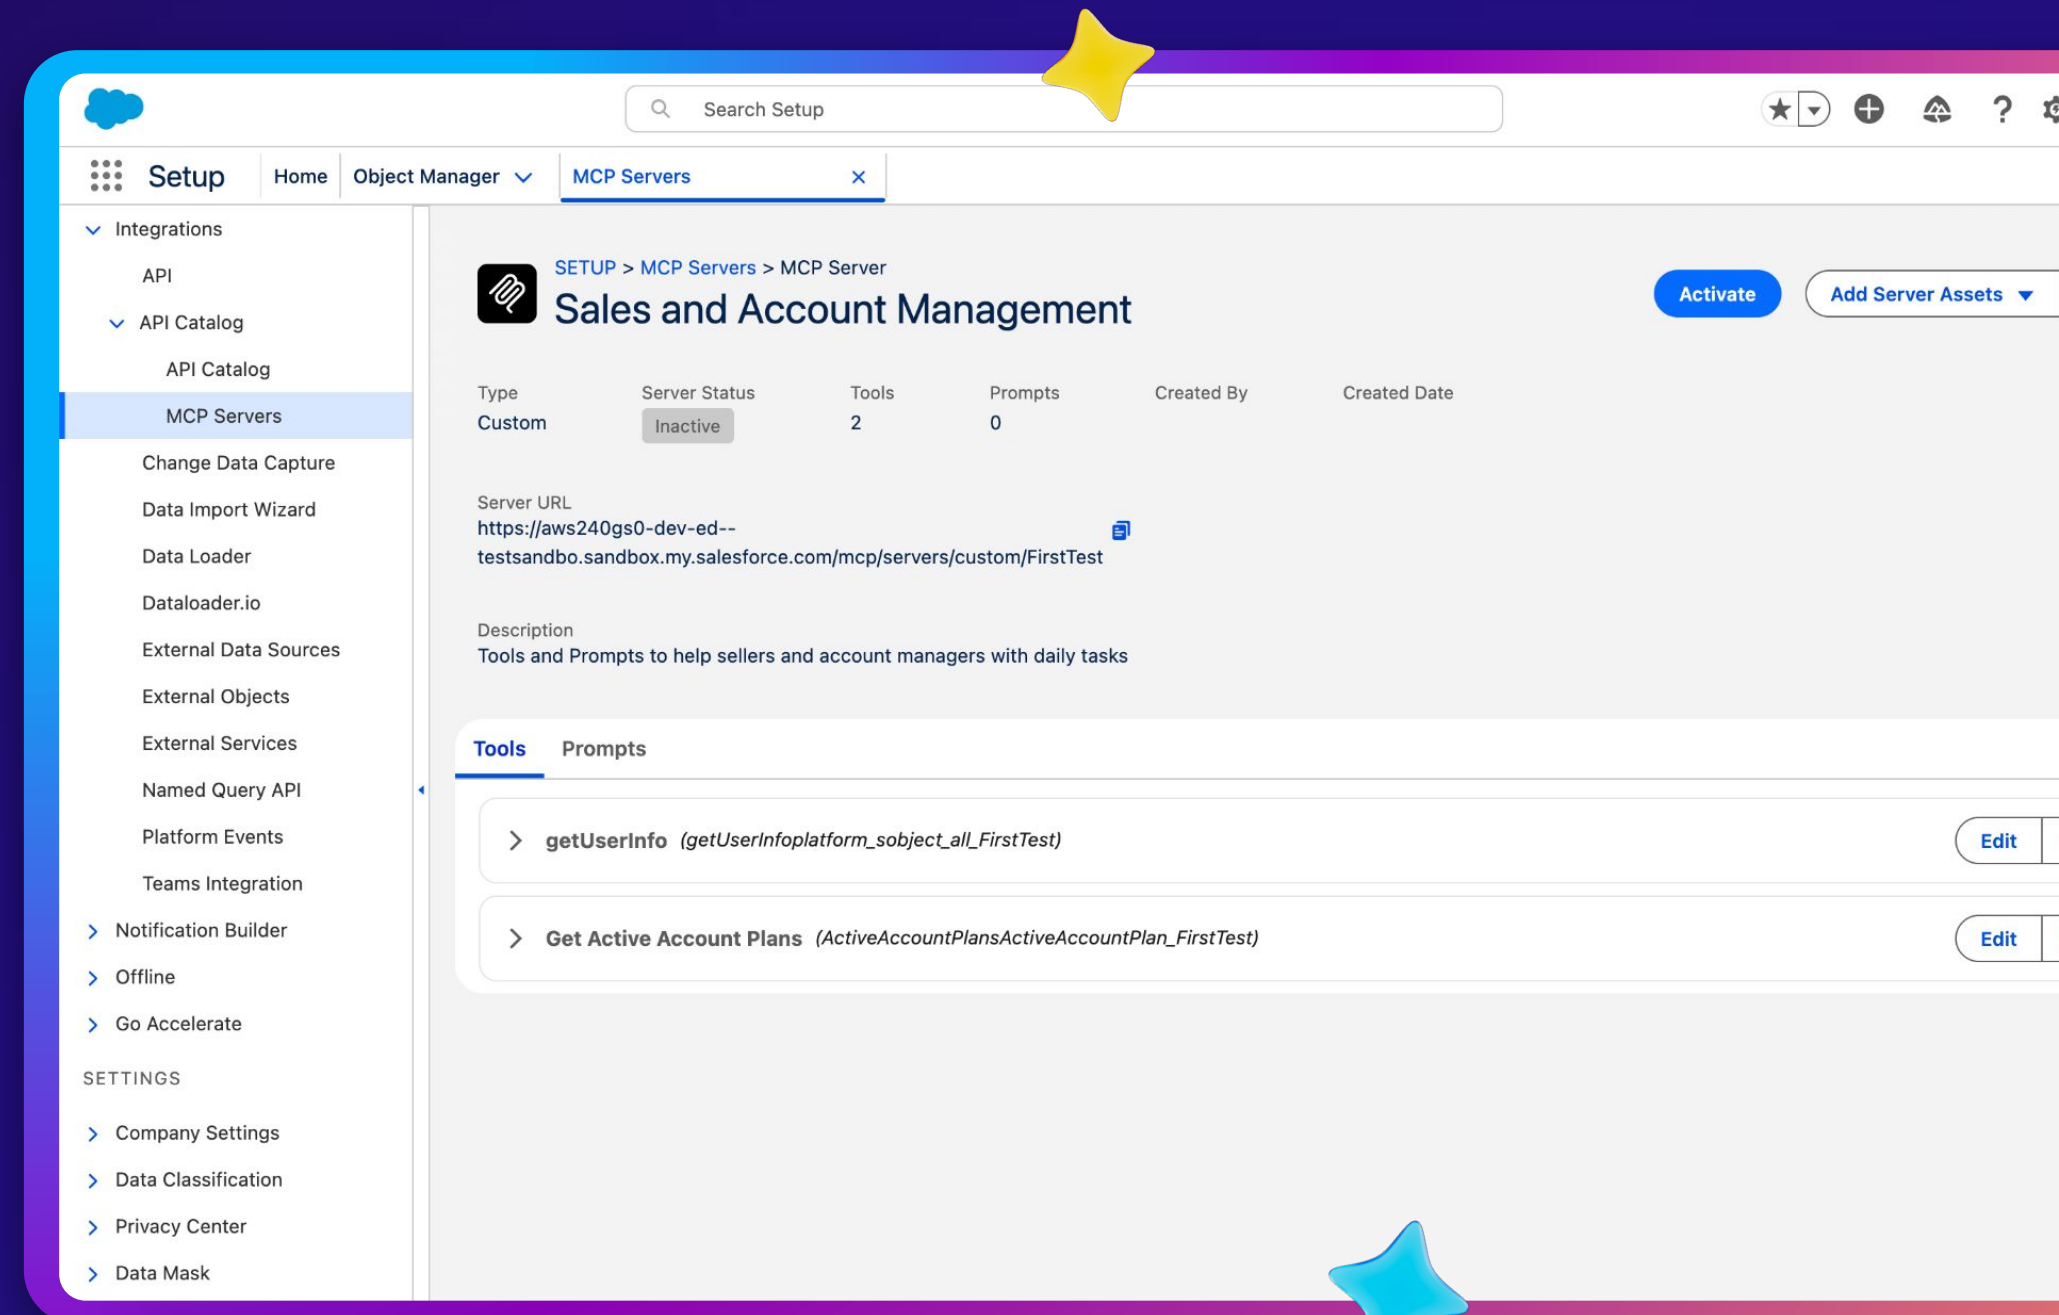 Search Setup
Setup
Home
Object Manager
MCP Servers
Integrations
API
API Catalog
API Catalog
MCP Servers
Change Data Capture
Data Import Wizard
Data Loader
Dataloader.io
External Data Sources
External Objects
External Services
Named Query API
Platform Events
Teams Integration
Notification Builder
Offline
Go Accelerate
SETTINGS
Company Settings
Data Classification
Privacy Center
Data Mask
SETUP > MCP Servers > MCP Server
Sales and Account Management
Activate
Add Server Assets
Type
Custom
Server Status
Inactive
Tools
2
Prompts
0
Created By
Created Date
Server URL
https://aws240gs0-dev-ed--
testsandbo.sandbox.my.salesforce.com/mcp/servers/custom/FirstTest
Description
Tools and Prompts to help sellers and account managers with daily tasks
Tools
Prompts
getUserInfo (getUserInfoplatform_sobject_all_FirstTest)
Edit
Get Active Account Plans (ActiveAccountPlansActiveAccountPlan_FirstTest)
Edit